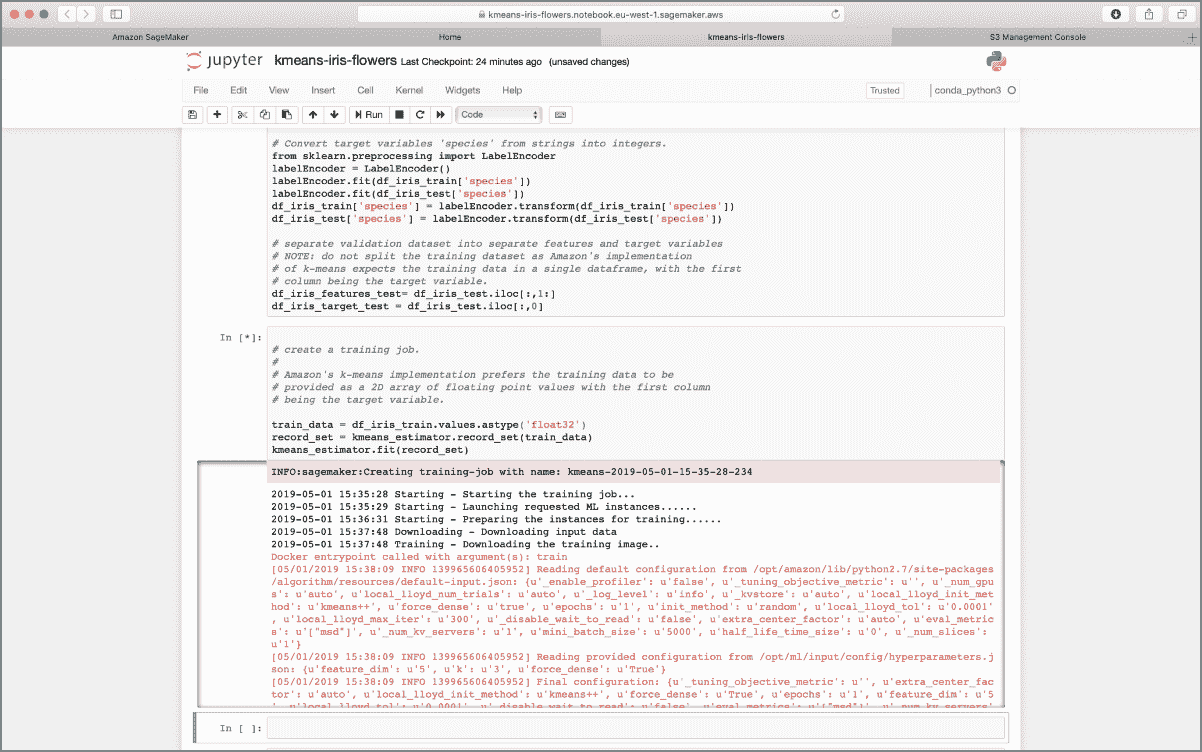 kmeans-iris-flowers.notebook.eu-west-1.sagemaker.aws
Amazon SageMaker
Home
kmeans-iris-flowers
S3 Management Console
jupyter kmeans-iris-flowers Last Checkpoint: 24 minutes ago (unsaved changes)
File Edit View Insert Cell Kernel Widgets Help
Trusted
conda_python3
Run
Code
# Convert target variables 'species' from strings into integers.
from sklearn.preprocessing import LabelEncoder
labelEncoder = LabelEncoder()
labelEncoder.fit(df_iris_train['species'])
labelEncoder.fit(df_iris_test['species'])
df_iris_train['species'] = labelEncoder.transform(df_iris_train['species'])
df_iris_test['species'] = labelEncoder.transform(df_iris_test['species'])
# separate validation dataset into separate features and target variables
# NOTE: do not split the training dataset as Amazon's implementation
# of k-means expects the training data in a single dataframe, with the first
# column being the target variable.
df_iris_features_test= df_iris_test.iloc[:,1:]
df_iris_target_test = df_iris_test.iloc[:,0]
In [*]:
# create a training job.
#
# Amazon's k-means implementation prefers the training data to be
# provided as a 2D array of floating point values with the first column
# being the target variable.
train_data = df_iris_train.values.astype('float32')
record_set = kmeans_estimator.record_set(train_data)
kmeans_estimator.fit(record_set)
INFO:sagemaker:Creating training-job with name: kmeans-2019-05-01-15-35-28-234
2019-05-01 15:35:28 Starting - Starting the training job...
2019-05-01 15:35:29 Starting - Launching requested ML instances......
2019-05-01 15:36:31 Starting - Preparing the instances for training......
2019-05-01 15:37:48 Downloading - Downloading input data
2019-05-01 15:37:48 Training - Downloading the training image..
Docker entrypoint called with argument(s): train
[05/01/2019 15:38:09 INFO 139965606405952] Reading default configuration from /opt/amazon/lib/python2.7/site-packages
/algorithm/resources/default-input.json: {u'_enable_profiler': u'false', u'_tuning_objective_metric': u'', u'_num_gpu
s': u'auto', u'local_lloyd_num_trials': u'auto', u'_log_level': u'info', u'_kvstore': u'auto', u'local_lloyd_init_met
hod': u'kmeans++', u'force_dense': u'true', u'epochs': u'1', u'init_method': u'random', u'local_lloyd_tol': u'0.0001'
, u'local_lloyd_max_iter': u'300', u'_disable_wait_to_read': u'false', u'extra_center_factor': u'auto', u'eval_metric
s': u'["msd"]', u'_num_kv_servers': u'1', u'mini_batch_size': u'5000', u'half_life_time_size': u'0', u'_num_slices':
u'1'}
[05/01/2019 15:38:09 INFO 139965606405952] Reading provided configuration from /opt/ml/input/config/hyperparameters.j
son: {u'feature_dim': u'5', u'k': u'3', u'force_dense': u'True'}
[05/01/2019 15:38:09 INFO 139965606405952] Final configuration: {u'_tuning_objective_metric': u'', u'extra_center_fac
tor': u'auto', u'local_lloyd_init_method': u'kmeans++', u'force_dense': u'True', u'epochs': u'1', u'feature_dim': u'5
', u'local_lloyd_tol': u'0.0001', u'_disable_wait_to_read': u'false', u'eval_metrics': u'["msd"]', u'_num_kv_servers'
In [ ]: